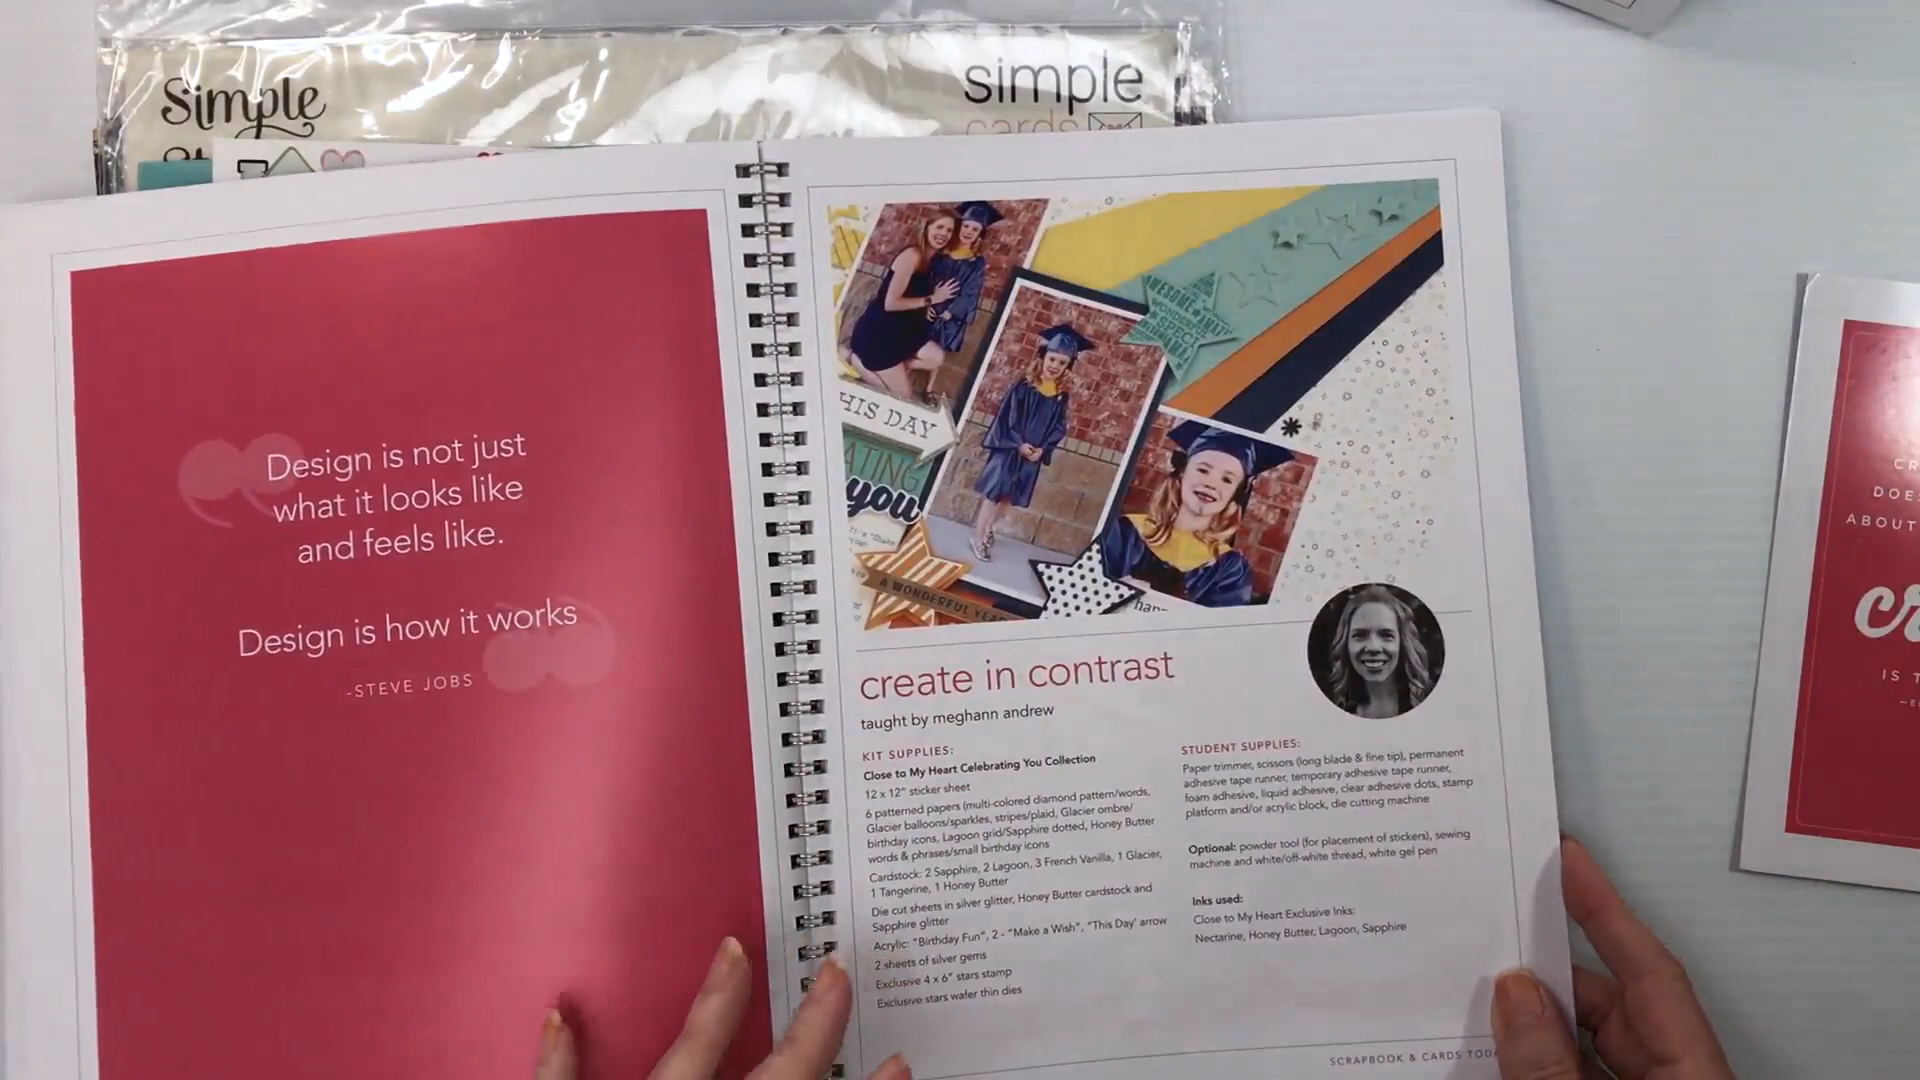 Simple
simple
cards
Design is not just
what it looks like
and feels like.
Design is how it works
-STEVE JOBS
AWESOME
HIS DAY
ATING
you
A WONDERFUL YEAR
create in contrast
taught by meghann andrew
KIT SUPPLIES:
Close to My Heart Celebrating You Collection
12 x 12" sticker sheet
6 patterned papers (multi-colored diamond pattern/words,
Glacier balloons/sparkles, stripes/plaid, Glacier ombre/
birthday icons, Lagoon grid/Sapphire dotted, Honey Butter
words & phrases/small birthday icons
Cardstock: 2 Sapphire, 2 Lagoon, 3 French Vanilla, 1 Glacier,
1 Tangerine, 1 Honey Butter
Die cut sheets in silver glitter, Honey Butter cardstock and
Sapphire glitter
Acrylic: "Birthday Fun", 2 - "Make a Wish", "This Day' arrow
2 sheets of silver gems
Exclusive 4 x 6" stars stamp
Exclusive stars wafer thin dies
STUDENT SUPPLIES:
Paper trimmer, scissors (long blade & fine tip), permanent
adhesive tape runner, temporary adhesive tape runner,
foam adhesive, liquid adhesive, clear adhesive dots, stamp
platform and/or acrylic block, die cutting machine
Optional: powder tool (for placement of stickers), sewing
machine and white/off-white thread, white gel pen
Inks used:
Close to My Heart Exclusive Inks:
Nectarine, Honey Butter, Lagoon, Sapphire
SCRAPBOOK & CARDS TODA
CR
DOE
ABOUT
cr
IS T